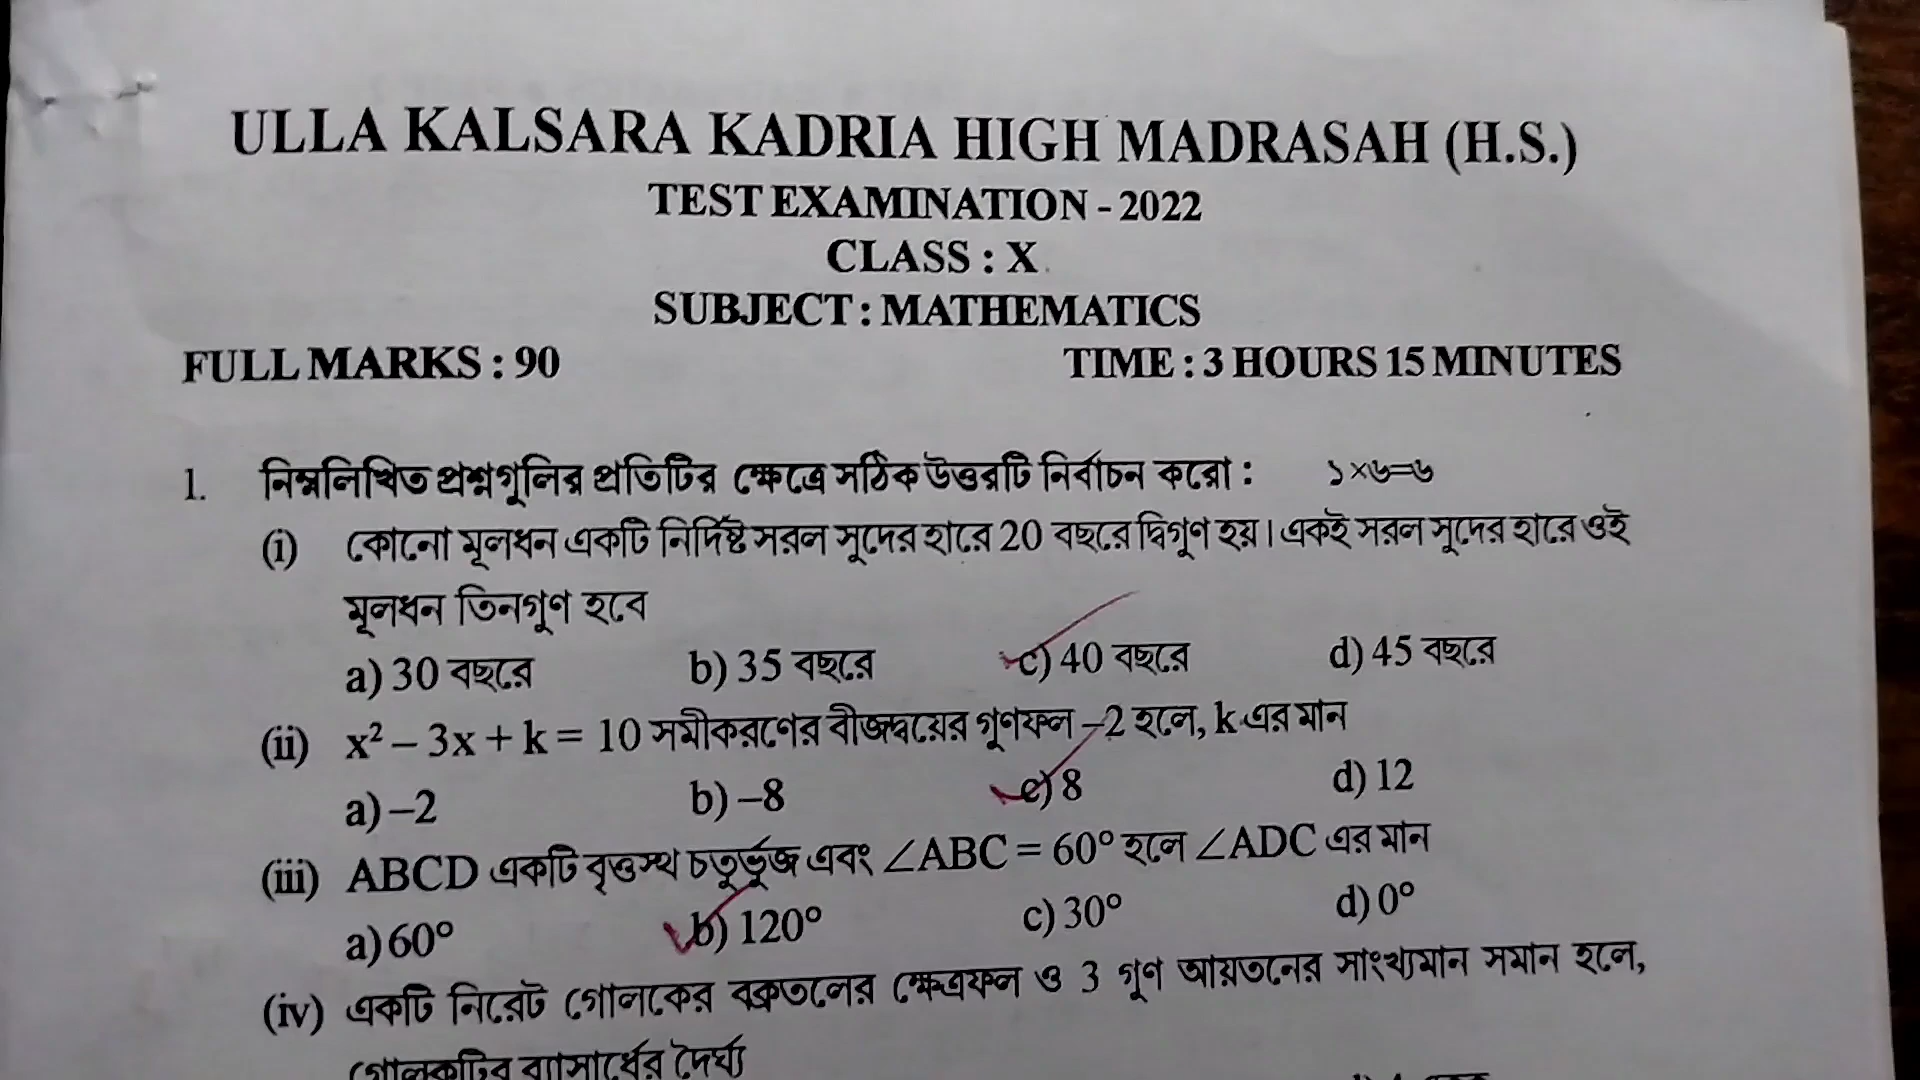 ULLA KALSARA KADRIA HIGH MADRASAH (H.S.)
TEST EXAMINATION - 2022
CLASS : X
SUBJECT : MATHEMATICS
FULL MARKS : 90 TIME : 3 HOURS 15 MINUTES
1. নিম্নলিখিত প্রশ্নগুলির প্রতিটির ক্ষেত্রে সঠিক উত্তরটি নির্বাচন করো : ১×৬=৬
(i) কোনো মূলধন একটি নির্দিষ্ট সরল সুদের হারে 20 বছরে দ্বিগুণ হয়। একই সরল সুদের হারে ওই
মূলধন তিনগুণ হবে
a) 30 বছরে b) 35 বছরে c) 40 বছরে d) 45 বছরে
(ii) x² – 3x + k = 10 সমীকরণের বীজদ্বয়ের গুণফল –2 হলে, k এর মান
a) –2 b) –8 c) 8 d) 12
(iii) ABCD একটি বৃত্তস্থ চতুর্ভূজ এবং ∠ABC = 60° হলে ∠ADC এর মান
a) 60° b) 120° c) 30° d) 0°
(iv) একটি নিরেট গোলকের বক্রতলের ক্ষেত্রফল ও 3 গুণ আয়তনের সাংখ্যমান সমান হলে,
গোলকটির ব্যাসার্ধের দৈর্ঘ্য